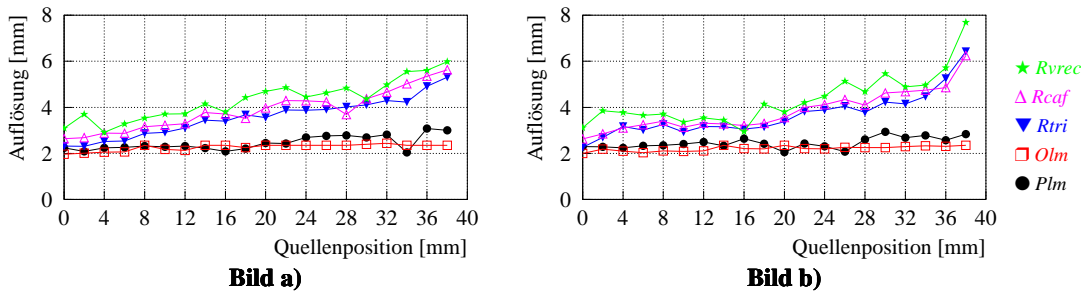 Auflösung [mm]
8
6
4
2
0
0 4 8 12 16 20 24 28 32 36 40
Quellenposition [mm]
Bild a)
Auflösung [mm]
8
6
4
2
0
0 4 8 12 16 20 24 28 32 36 40
Quellenposition [mm]
Bild b)
Rvrec
Rcaf
Rtri
Olm
Plm